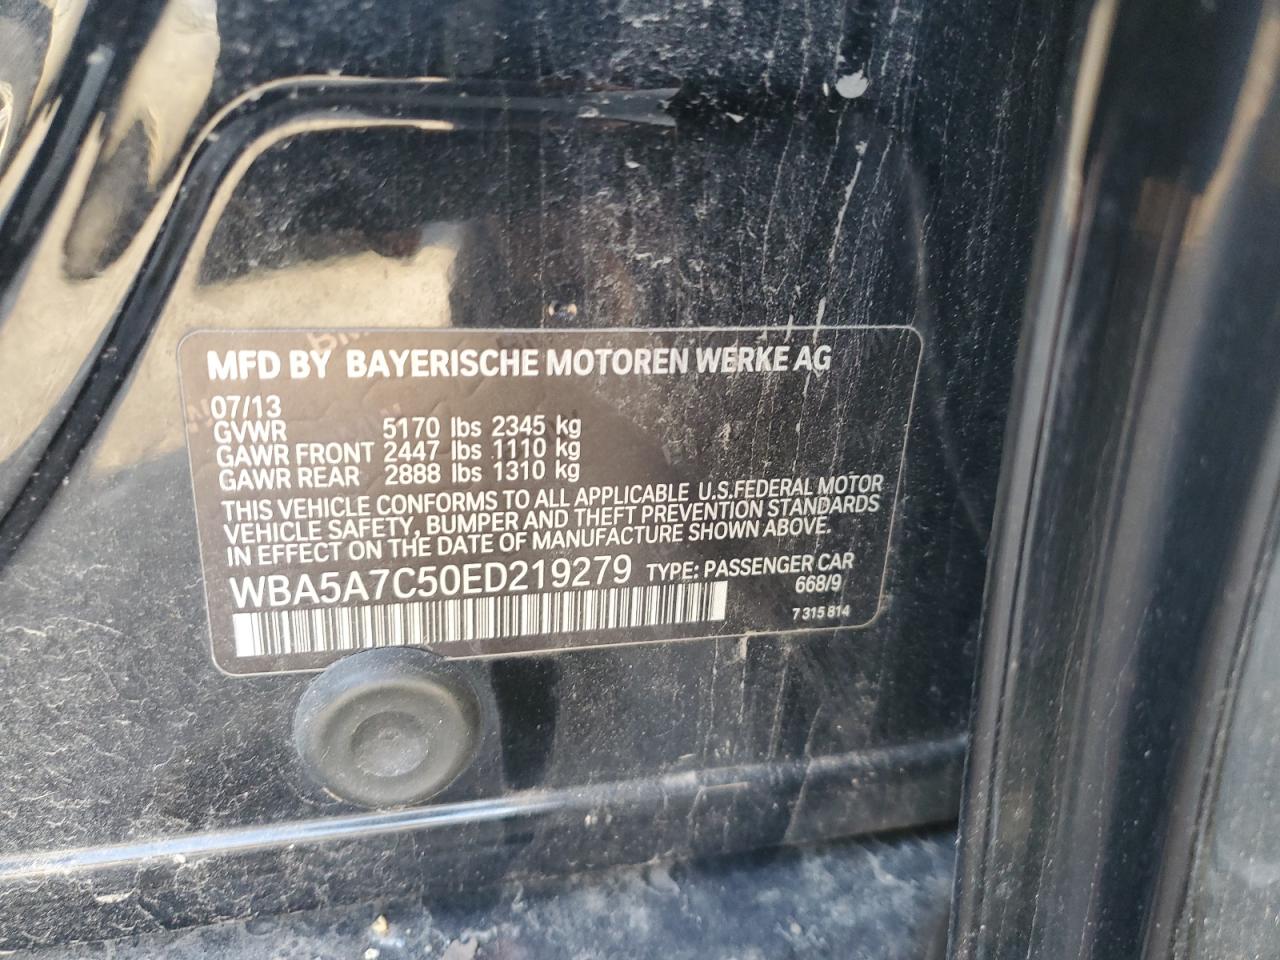 MFD BY BAYERISCHE MOTOREN WERKE AG
07/13
GVWR 5170 lbs 2345 kg
GAWR FRONT 2447 lbs 1110 kg
GAWR REAR 2888 lbs 1310 kg
THIS VEHICLE CONFORMS TO ALL APPLICABLE U.S.FEDERAL MOTOR
VEHICLE SAFETY, BUMPER AND THEFT PREVENTION STANDARDS
IN EFFECT ON THE DATE OF MANUFACTURE SHOWN ABOVE.
WBA5A7C50ED219279 TYPE: PASSENGER CAR
668/9
7 315 814